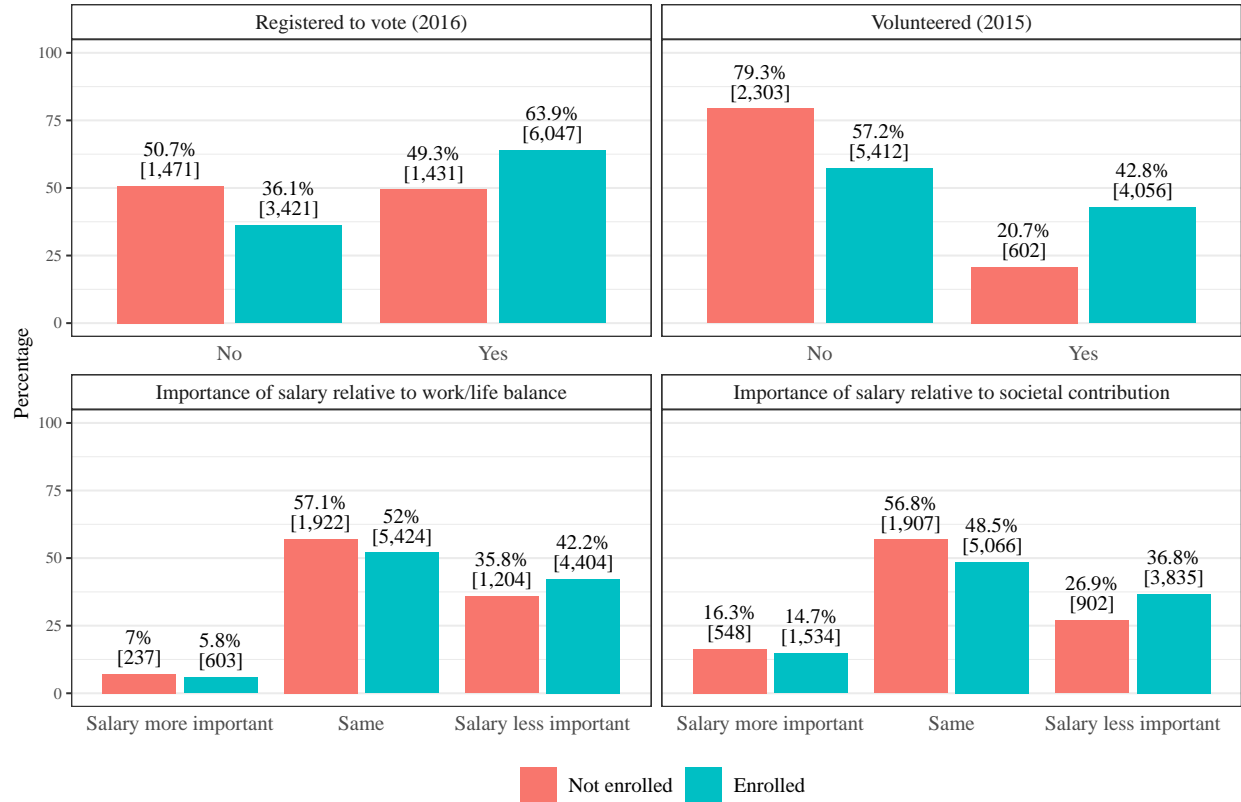 Registered to vote (2016)
Volunteered (2015)
100
75
50
25
0
50.7%
[1,471]
36.1%
[3,421]
49.3%
[1,431]
63.9%
[6,047]
79.3%
[2,303]
57.2%
[5,412]
20.7%
[602]
42.8%
[4,056]
No
Yes
No
Yes
Percentage
Importance of salary relative to work/life balance
Importance of salary relative to societal contribution
100
75
50
25
0
7%
[237]
5.8%
[603]
57.1%
[1,922]
52%
[5,424]
35.8%
[1,204]
42.2%
[4,404]
16.3%
[548]
14.7%
[1,534]
56.8%
[1,907]
48.5%
[5,066]
26.9%
[902]
36.8%
[3,835]
Salary more important
Same
Salary less important
Salary more important
Same
Salary less important
Not enrolled
Enrolled